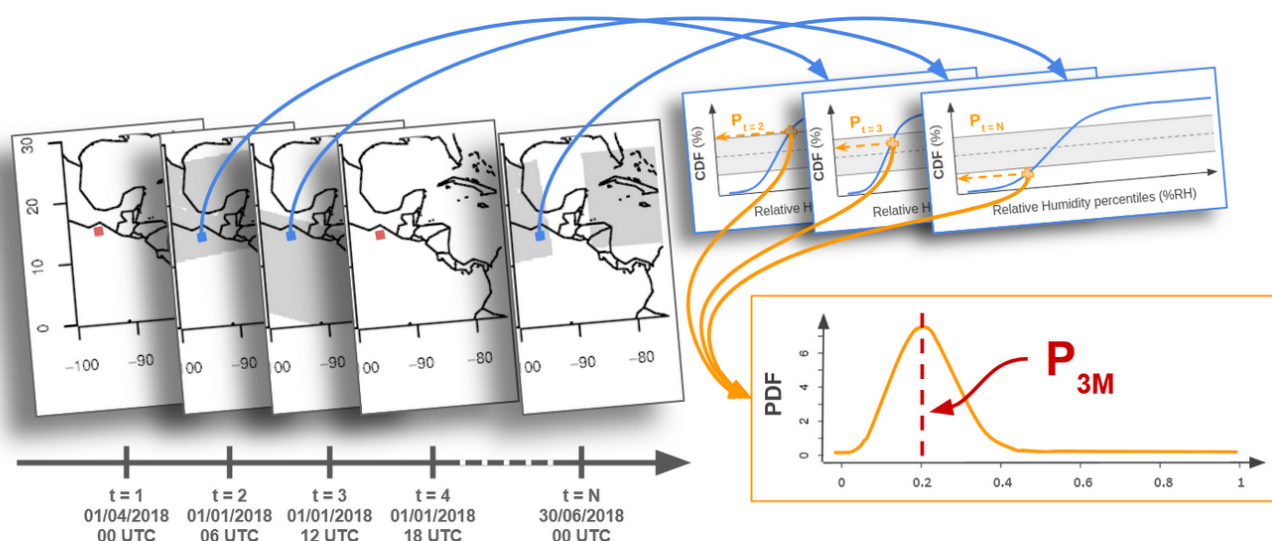 30
20
10
0
−100
−90
00
−90
00
−90
−80
00
−90
−80
t = 1
01/04/2018
00 UTC
t = 2
01/01/2018
06 UTC
t = 3
01/01/2018
12 UTC
t = 4
01/01/2018
18 UTC
t = N
30/06/2018
00 UTC
CDF (%)
P t = 2
Relative H
CDF (%)
P t = 3
Relative H
CDF (%)
P t = N
Relative Humidity percentiles (%RH)
PDF
6
4
2
0
0
0.2
0.4
0.6
0.8
1
P 3M